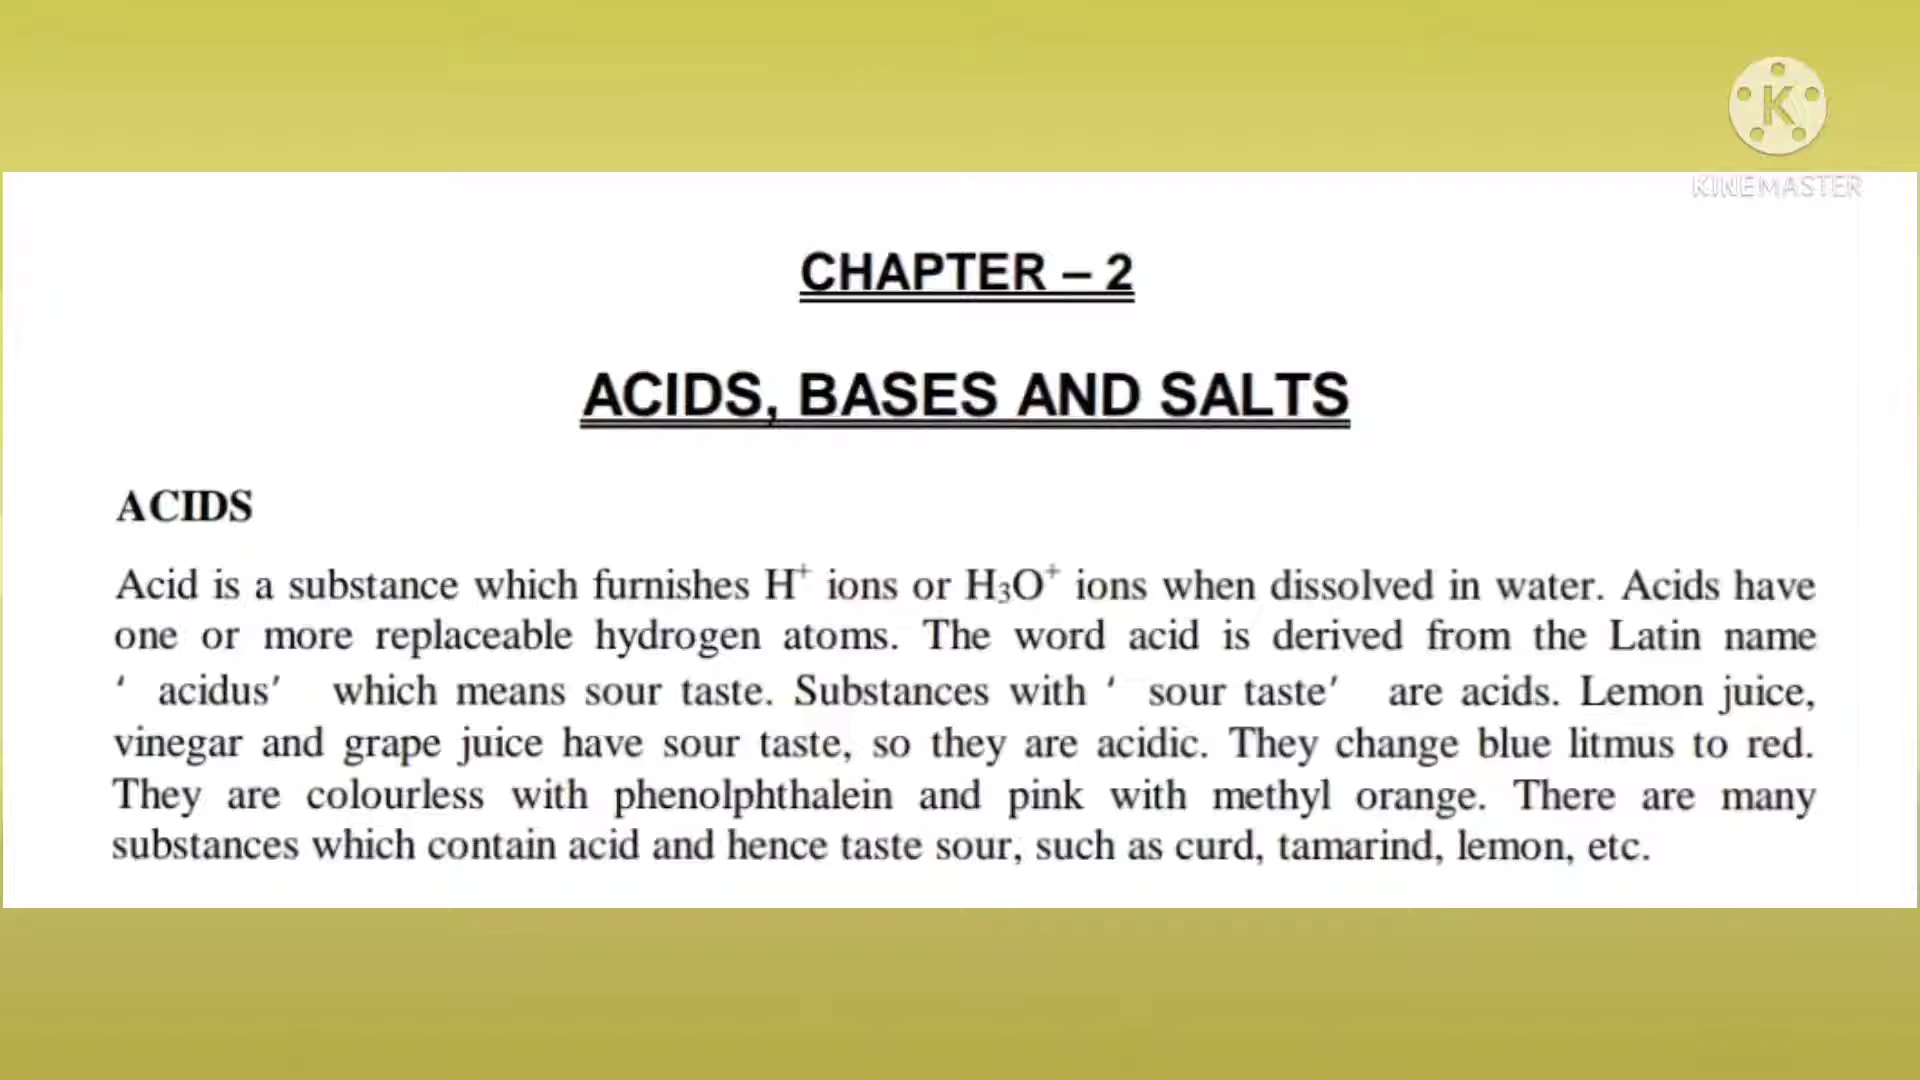 K
KINEMASTER
CHAPTER – 2
ACIDS, BASES AND SALTS
ACIDS
Acid is a substance which furnishes H⁺ ions or H₃O⁺ ions when dissolved in water. Acids have
one or more replaceable hydrogen atoms. The word acid is derived from the Latin name
‘ acidus’ which means sour taste. Substances with ‘ sour taste’ are acids. Lemon juice,
vinegar and grape juice have sour taste, so they are acidic. They change blue litmus to red.
They are colourless with phenolphthalein and pink with methyl orange. There are many
substances which contain acid and hence taste sour, such as curd, tamarind, lemon, etc.